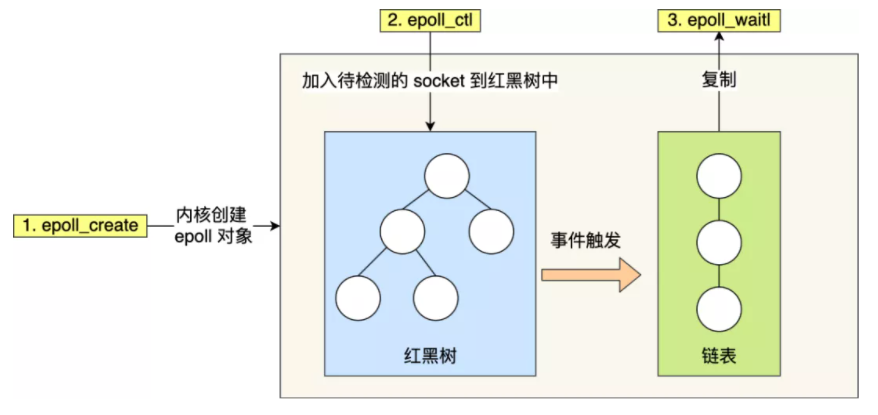 2. epoll_ctl
3. epoll_waitl
加入待检测的 socket 到红黑树中
复制
1. epoll_create
内核创建
epoll 对象
事件触发
红黑树
链表